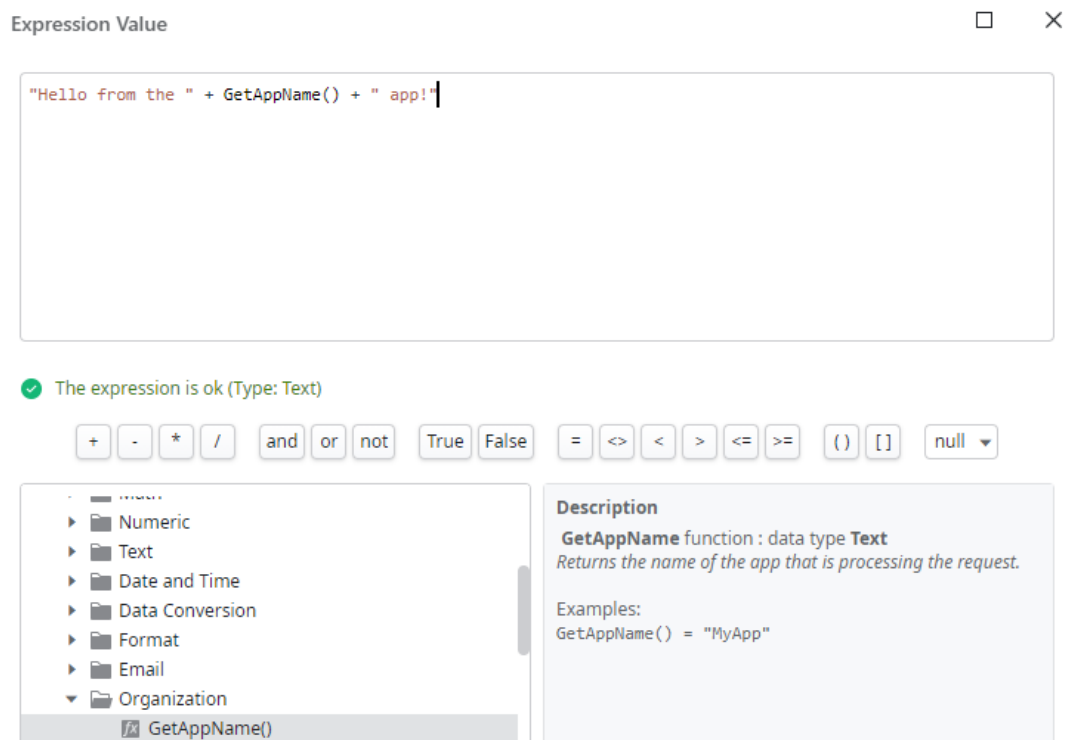 Expression Value
"Hello from the " + GetAppName() + " app!"
The expression is ok (Type: Text)
+ - * / and or not True False = <> < > <= >= () [] null
Math
Numeric
Text
Date and Time
Data Conversion
Format
Email
Organization
fx GetAppName()
Description
GetAppName function : data type Text
Returns the name of the app that is processing the request.
Examples:
GetAppName() = "MyApp"